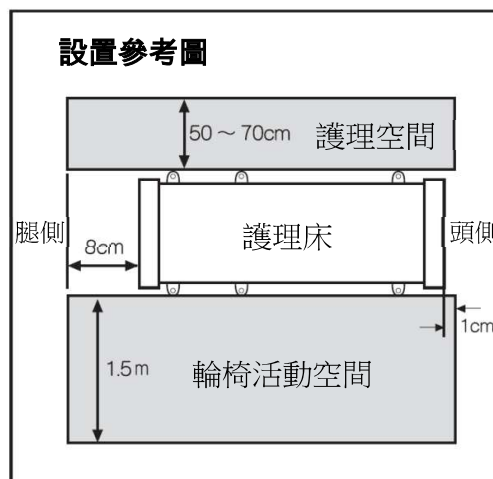 設置參考圖
50～70cm 護理空間
腿側
8cm
護理床
頭側
1cm
1.5m
輪椅活動空間